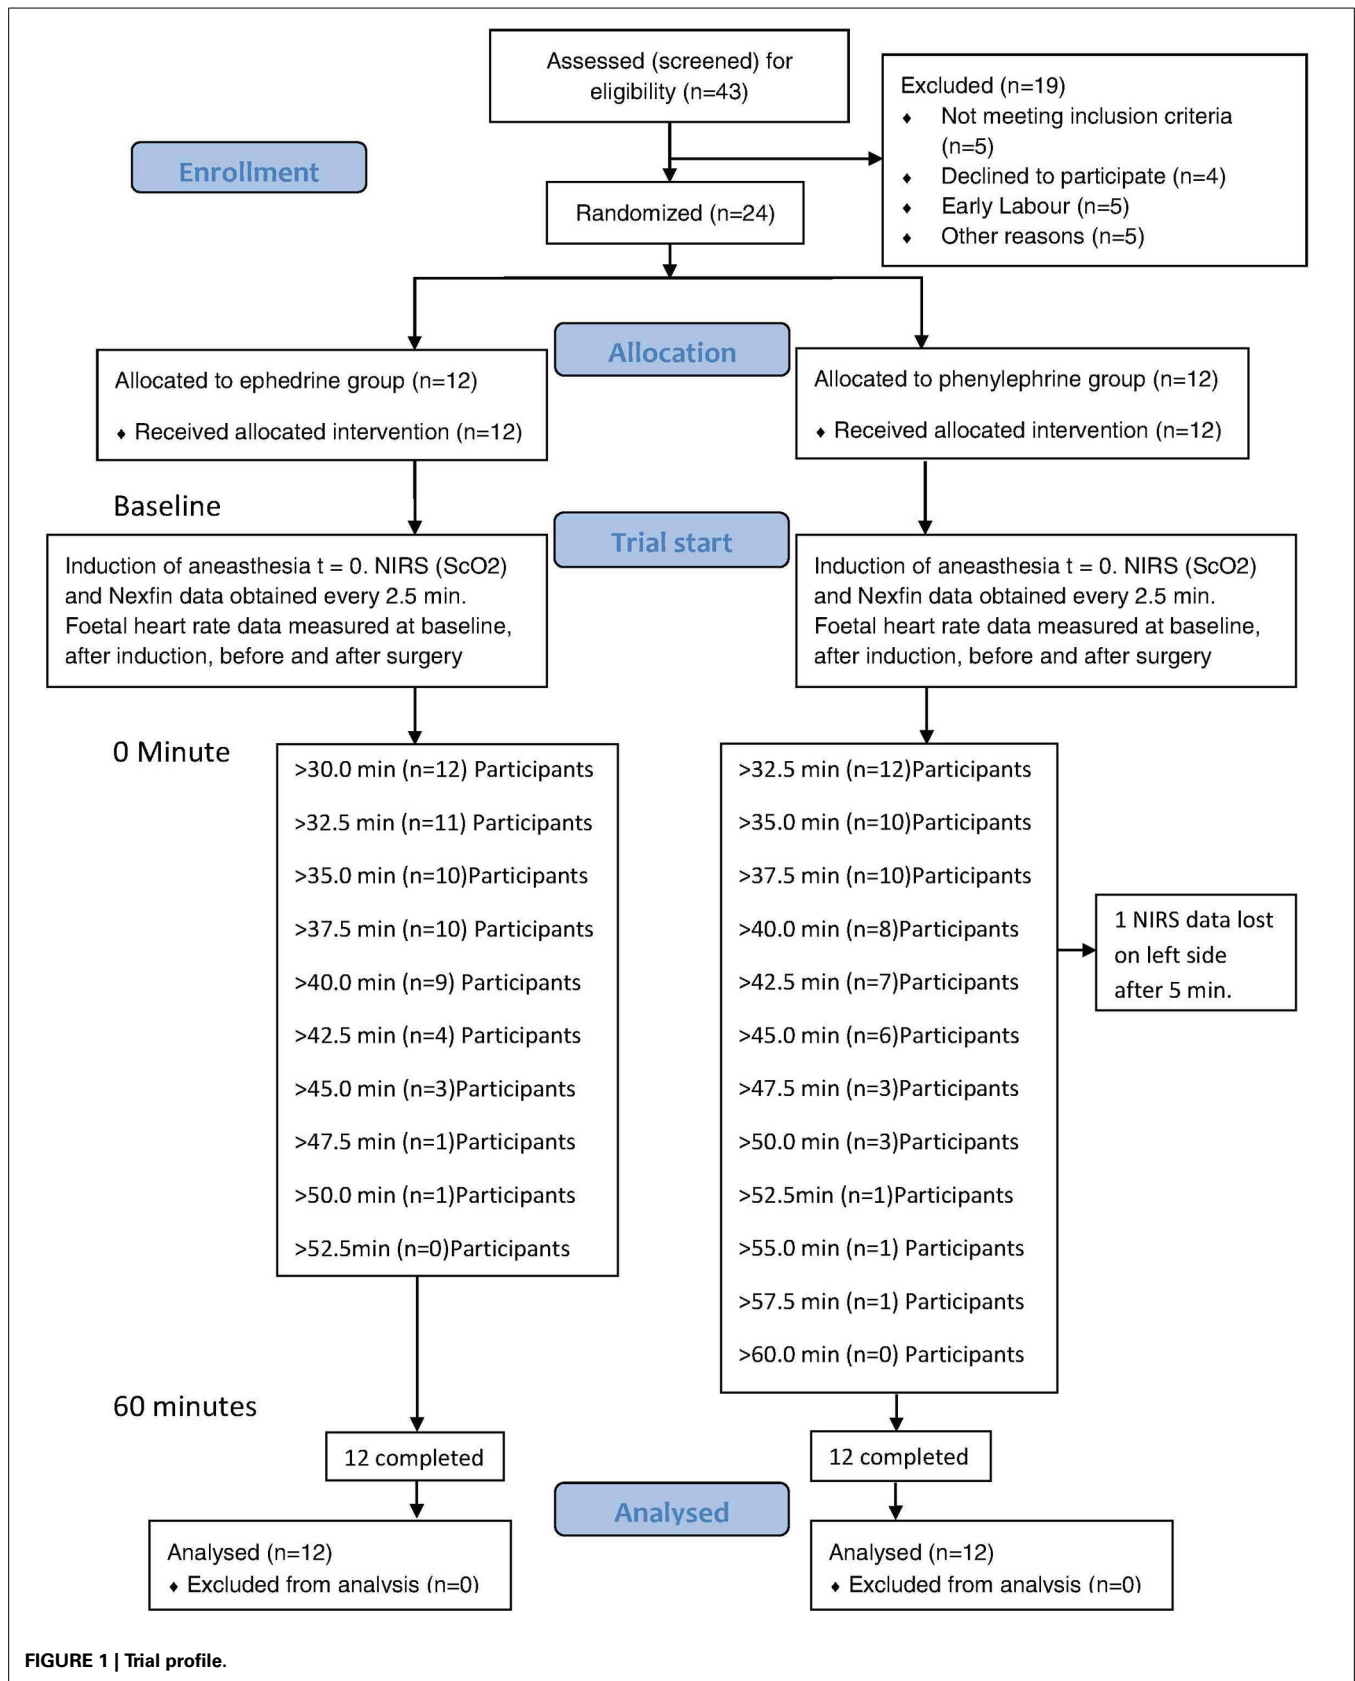 Assessed (screened) for
eligibility (n=43)
Excluded (n=19)
♦ Not meeting inclusion criteria
(n=5)
♦ Declined to participate (n=4)
♦ Early Labour (n=5)
♦ Other reasons (n=5)
Enrollment
Randomized (n=24)
Allocation
Allocated to ephedrine group (n=12)
♦ Received allocated intervention (n=12)
Allocated to phenylephrine group (n=12)
♦ Received allocated intervention (n=12)
Baseline
Trial start
Induction of aneasthesia t = 0. NIRS (ScO2)
and Nexfin data obtained every 2.5 min.
Foetal heart rate data measured at baseline,
after induction, before and after surgery
Induction of aneasthesia t = 0. NIRS (ScO2)
and Nexfin data obtained every 2.5 min.
Foetal heart rate data measured at baseline,
after induction, before and after surgery
0 Minute
>30.0 min (n=12) Participants
>32.5 min (n=11) Participants
>35.0 min (n=10)Participants
>37.5 min (n=10) Participants
>40.0 min (n=9) Participants
>42.5 min (n=4) Participants
>45.0 min (n=3)Participants
>47.5 min (n=1)Participants
>50.0 min (n=1)Participants
>52.5min (n=0)Participants
>32.5 min (n=12)Participants
>35.0 min (n=10)Participants
>37.5 min (n=10)Participants
>40.0 min (n=8)Participants
>42.5 min (n=7)Participants
>45.0 min (n=6)Participants
>47.5 min (n=3)Participants
>50.0 min (n=3)Participants
>52.5min (n=1)Participants
>55.0 min (n=1) Participants
>57.5 min (n=1) Participants
>60.0 min (n=0) Participants
1 NIRS data lost
on left side
after 5 min.
60 minutes
12 completed
12 completed
Analysed
Analysed (n=12)
♦ Excluded from analysis (n=0)
Analysed (n=12)
♦ Excluded from analysis (n=0)
FIGURE 1 | Trial profile.